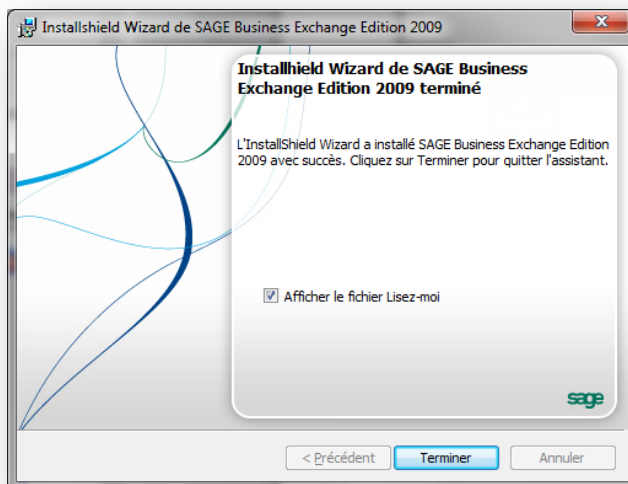 Installshield Wizard de SAGE Business Exchange Edition 2009
Installhield Wizard de SAGE Business
Exchange Edition 2009 terminé
L'InstallShield Wizard a installé SAGE Business Exchange Edition
2009 avec succès. Cliquez sur Terminer pour quitter l'assistant.
Afficher le fichier Lisez-moi
sage
< Précédent
Terminer
Annuler